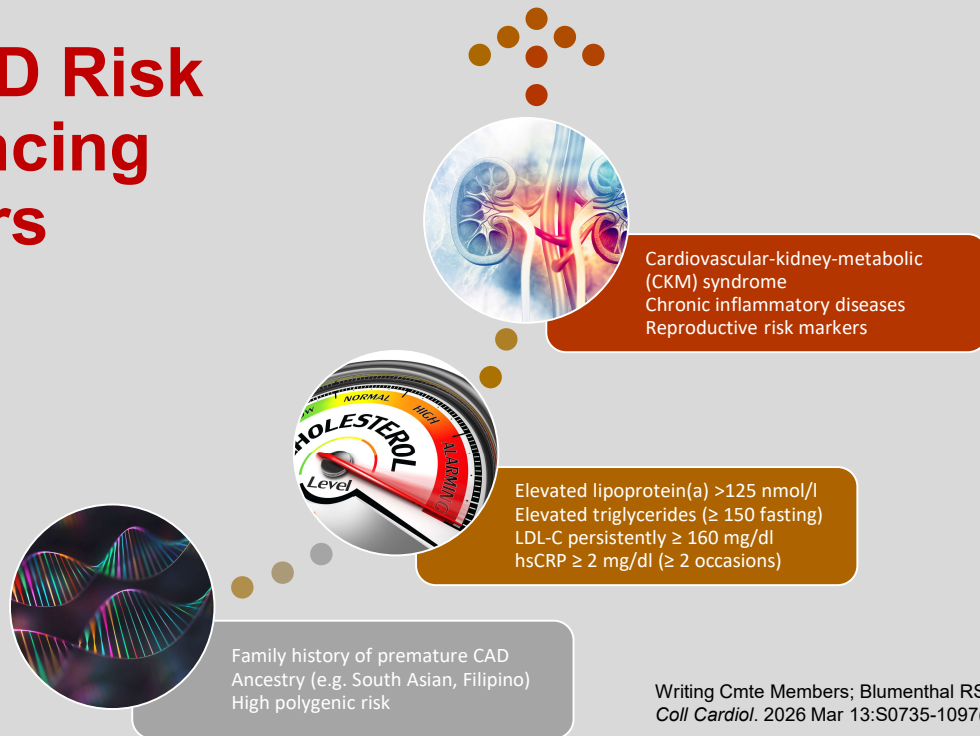 D Risk
ncing
rs
Cardiovascular-kidney-metabolic
(CKM) syndrome
Chronic inflammatory diseases
Reproductive risk markers
NORMAL
HIGH
ALARMING
HOLESTEROL
Level
Elevated lipoprotein(a) >125 nmol/l
Elevated triglycerides (≥ 150 fasting)
LDL-C persistently ≥ 160 mg/dl
hsCRP ≥ 2 mg/dl (≥ 2 occasions)
Family history of premature CAD
Ancestry (e.g. South Asian, Filipino)
High polygenic risk
Writing Cmte Members; Blumenthal RS
Coll Cardiol. 2026 Mar 13:S0735-1097